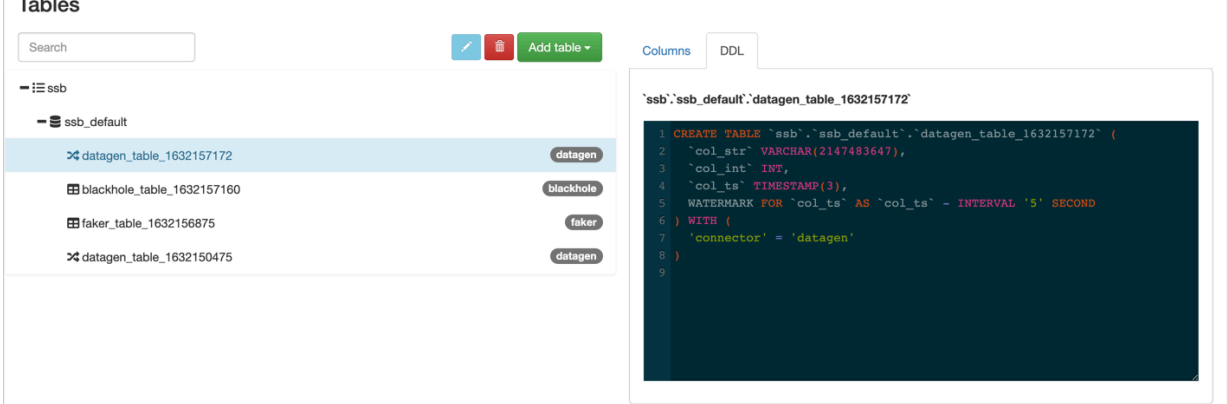 Tables
Search
Add table
ssb
ssb_default
datagen_table_1632157172 datagen
blackhole_table_1632157160 blackhole
faker_table_1632156875 faker
datagen_table_1632150475 datagen
Columns DDL
`ssb`.`ssb_default`.`datagen_table_1632157172`
1 CREATE TABLE `ssb`.`ssb_default`.`datagen_table_1632157172` (
2 `col_str` VARCHAR(2147483647),
3 `col_int` INT,
4 `col_ts` TIMESTAMP(3),
5 WATERMARK FOR `col_ts` AS `col_ts` - INTERVAL '5' SECOND
6 ) WITH (
7 'connector' = 'datagen'
8 )
9